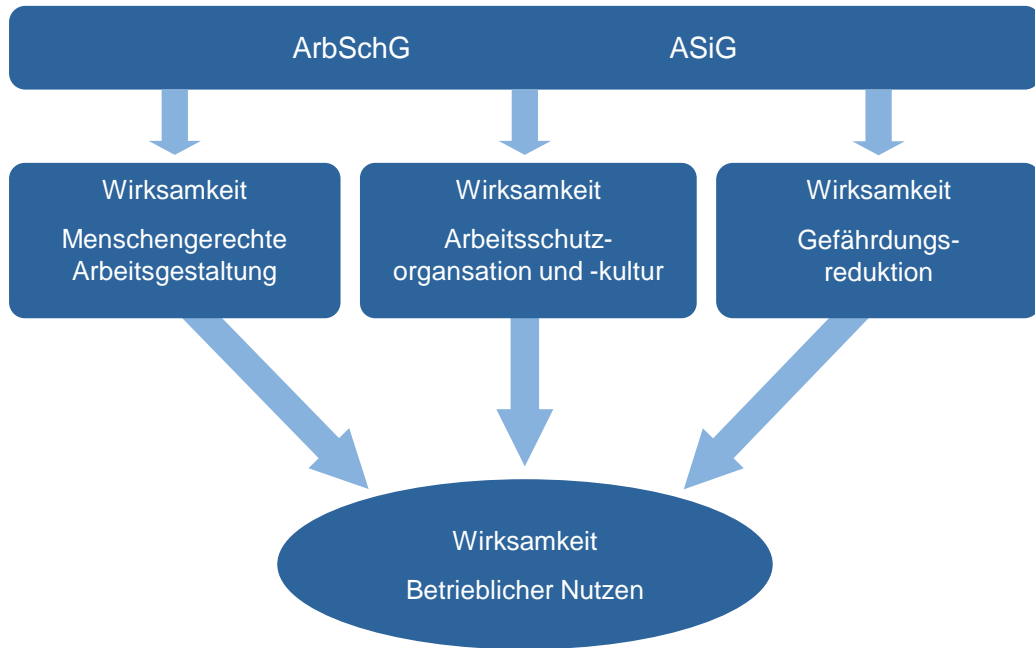 ArbSchG ASiG
Wirksamkeit
Menschengerechte
Arbeitsgestaltung
Wirksamkeit
Arbeitsschutz-
organsation und -kultur
Wirksamkeit
Gefährdungs-
reduktion
Wirksamkeit
Betrieblicher Nutzen